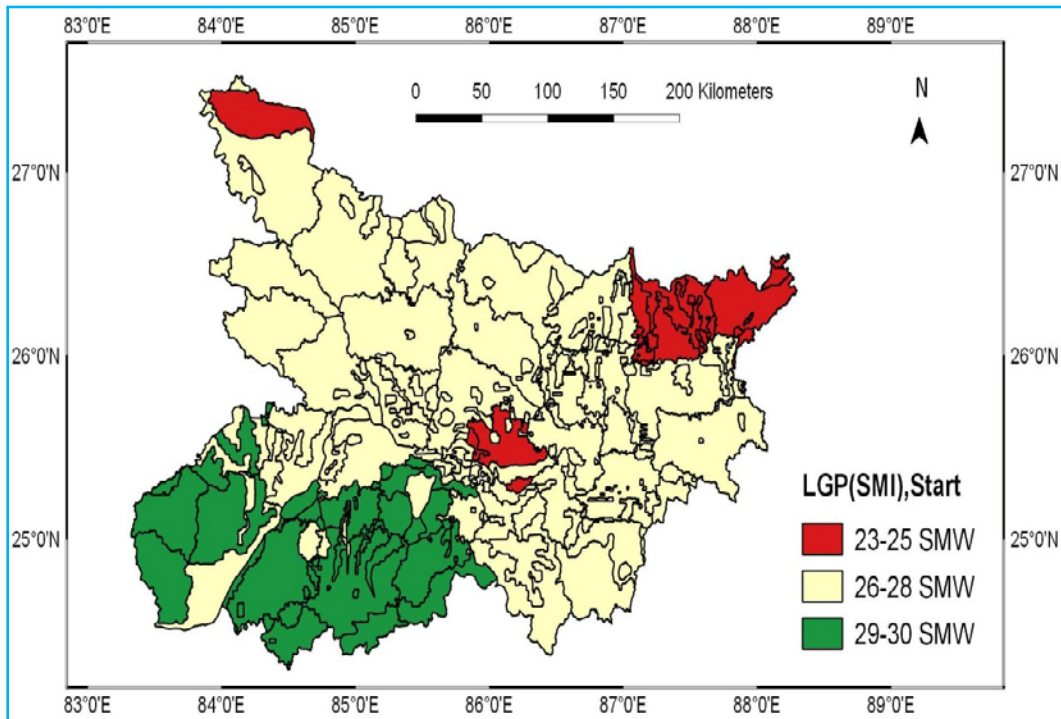 83°0'E 84°0'E 85°0'E 86°0'E 87°0'E 88°0'E 89°0'E
0 50 100 150 200 Kilometers
N
27°0'N 27°0'N
26°0'N 26°0'N
25°0'N 25°0'N
LGP(SMI),Start
23-25 SMW
26-28 SMW
29-30 SMW
83°0'E 84°0'E 85°0'E 86°0'E 87°0'E 88°0'E 89°0'E